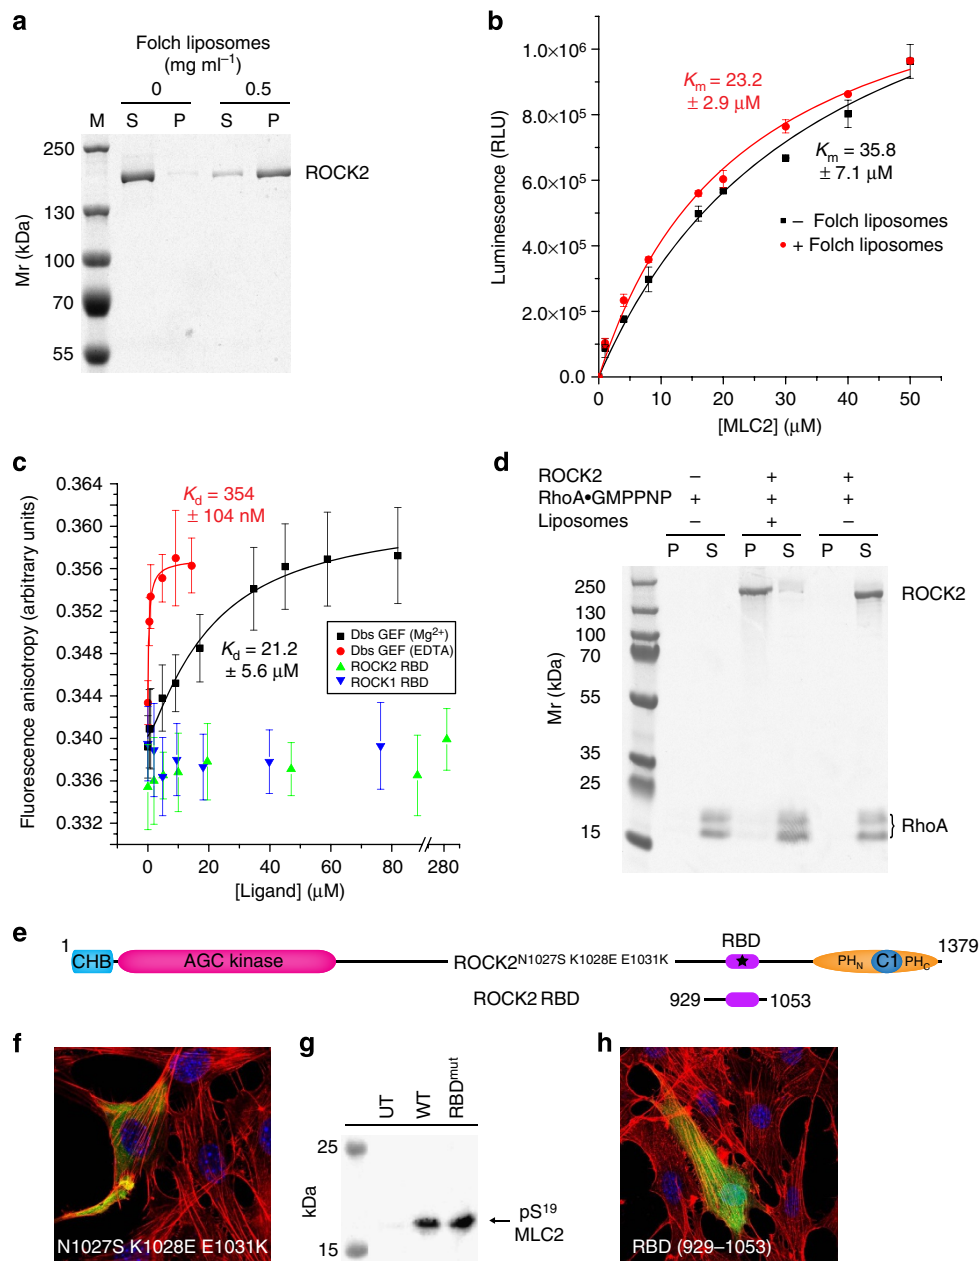 a
Folch liposomes
(mg ml⁻¹)
0 0.5
M S P S P
250
130
100
70
55
Mr (kDa)
ROCK2
b
1.0×10⁶
8.0×10⁵
6.0×10⁵
4.0×10⁵
2.0×10⁵
0.0
Luminescence (RLU)
Kₘ = 23.2
± 2.9 μM
Kₘ = 35.8
± 7.1 μM
– Folch liposomes
+ Folch liposomes
0 10 20 30 40 50
[MLC2] (μM)
c
0.364
0.360
0.356
0.352
0.348
0.344
0.340
0.336
0.332
Fluorescence anisotropy (arbitrary units)
K_d = 354
± 104 nM
K_d = 21.2
± 5.6 μM
Dbs GEF (Mg²⁺)
Dbs GEF (EDTA)
ROCK2 RBD
ROCK1 RBD
0 20 40 60 80 280
[Ligand] (μM)
d
ROCK2 – + +
RhoA•GMPPNP + + +
Liposomes – + –
P S P S P S
250
130
100
70
55
35
25
15
Mr (kDa)
ROCK2
RhoA
e
1 CHB AGC kinase ROCK2ᴺ¹⁰²⁷ˢ ᴷ¹⁰²⁸ᴱ ᴱ¹⁰³¹ᴷ RBD PH_N C1 PH_C 1379
ROCK2 RBD 929 1053
f
N1027S K1028E E1031K
g
UT WT RBDᵐᵘᵗ
25
15
kDa
pS¹⁹
MLC2
h
RBD (929–1053)